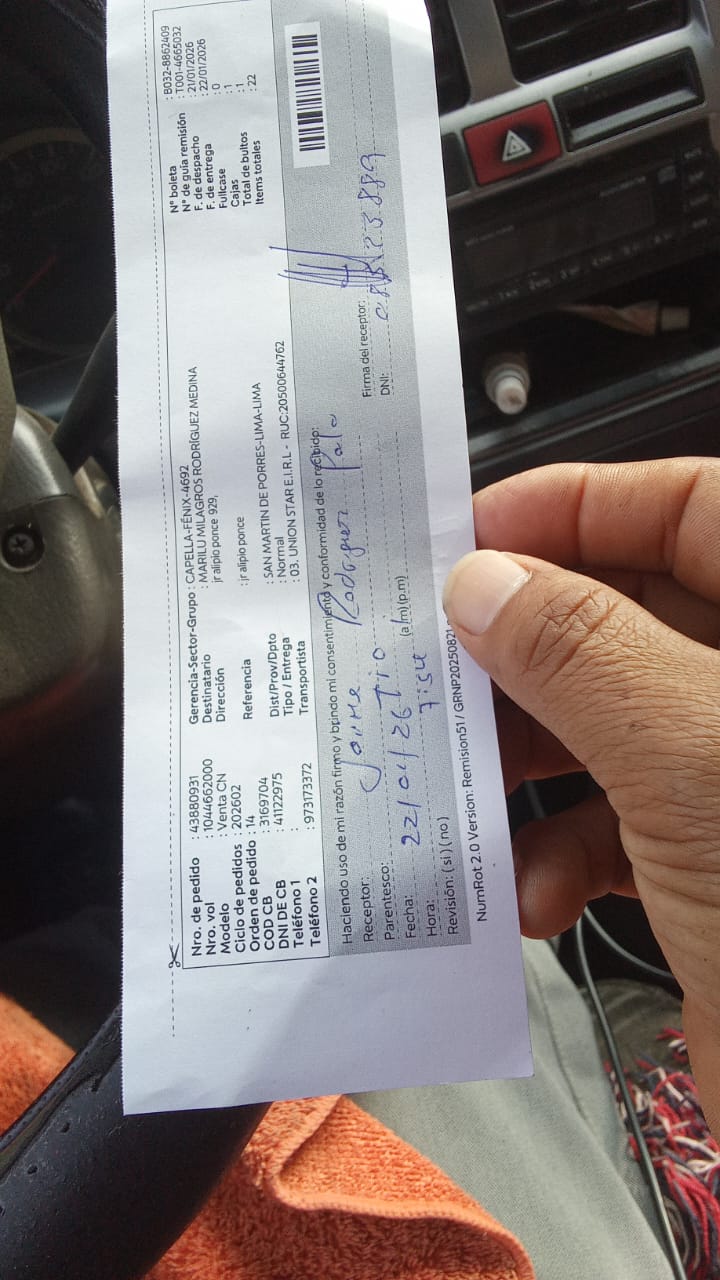 Nro. de pedido : 43880931
Nro. vol : 1044662000
Modelo : Venta CN
Ciclo de pedidos : 202602
Orden de pedido : 14
COD CB : 3169704
DNI DE CB : 41122975
Teléfono 1 :
Teléfono 2 : 973173372
Gerencia-Sector-Grupo : CAPELLA-FÉNIX-4692
Destinatario : MARILU MILAGROS RODRÍGUEZ MEDINA
Dirección jr alipio ponce 929,
Referencia : jr alipio ponce
Dist/Prov/Dpto : SAN MARTIN DE PORRES-LIMA-LIMA
Tipo / Entrega : Normal
Transportista : 03. UNION STAR E.I.R.L - RUC:20500644762
N° boleta : B032-8862409
N° de guía remisión : T001-4665032
F. de despacho : 21/01/2026
F. de entrega : 22/01/2026
Fullcase : 0
Cajas : 1
Total de bultos : 1
Items totales : 22
Haciendo uso de mi razón firmo y brindo mi consentimiento y conformidad de lo recibido:
Receptor: Jaime Rodriguez
Parentesco: Tio
Fecha: 22/01/26
Hora: (a.m)(p.m)
Revisión: (si)(no)
Firma del receptor:
DNI:
NumRot 2.0 Version: Remision51 / GRNP2025082